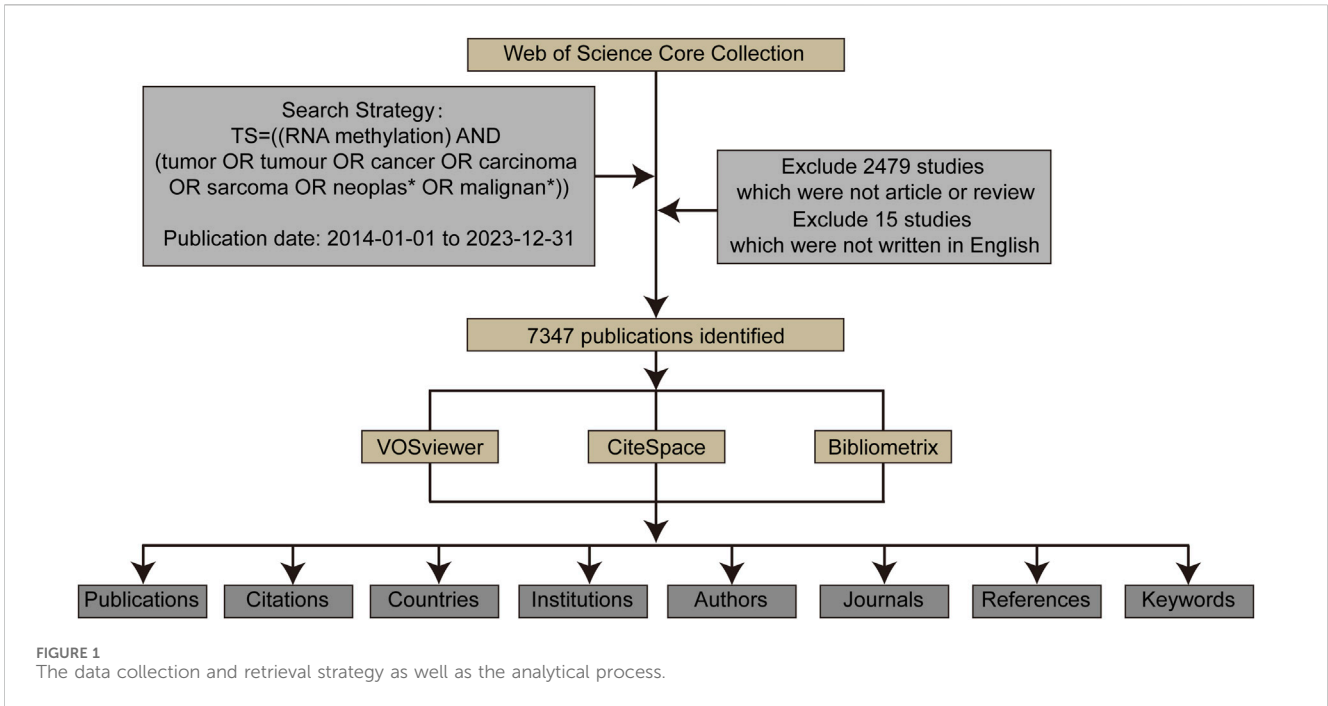 Web of Science Core Collection
Search Strategy:
TS=((RNA methylation) AND
(tumor OR tumour OR cancer OR carcinoma
OR sarcoma OR neoplas* OR malignan*))
Publication date: 2014-01-01 to 2023-12-31
Exclude 2479 studies
which were not article or review
Exclude 15 studies
which were not written in English
7347 publications identified
VOSviewer
CiteSpace
Bibliometrix
Publications
Citations
Countries
Institutions
Authors
Journals
References
Keywords
FIGURE 1
The data collection and retrieval strategy as well as the analytical process.